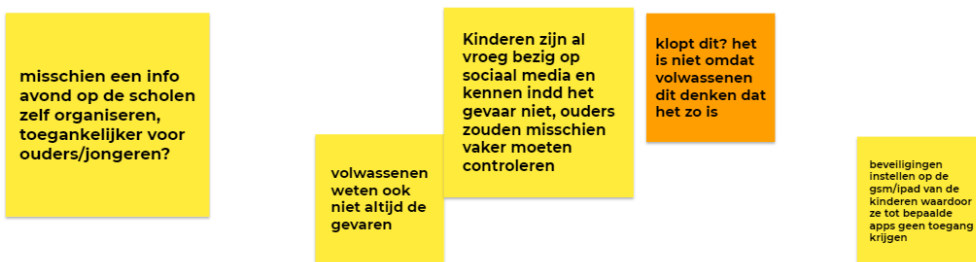 misschien een info
avond op de scholen
zelf organiseren,
toegankelijker voor
ouders/jongeren?
volwassenen
weten ook
niet altijd de
gevaren
Kinderen zijn al
vroeg bezig op
sociaal media en
kennen indd het
gevaar niet, ouders
zouden misschien
vaker moeten
controleren
klopt dit? het
is niet omdat
volwassenen
dit denken dat
het zo is
beveiligingen
instellen op de
gsm/ipad van de
kinderen waardoor
ze tot bepaalde
apps geen toegang
krijgen